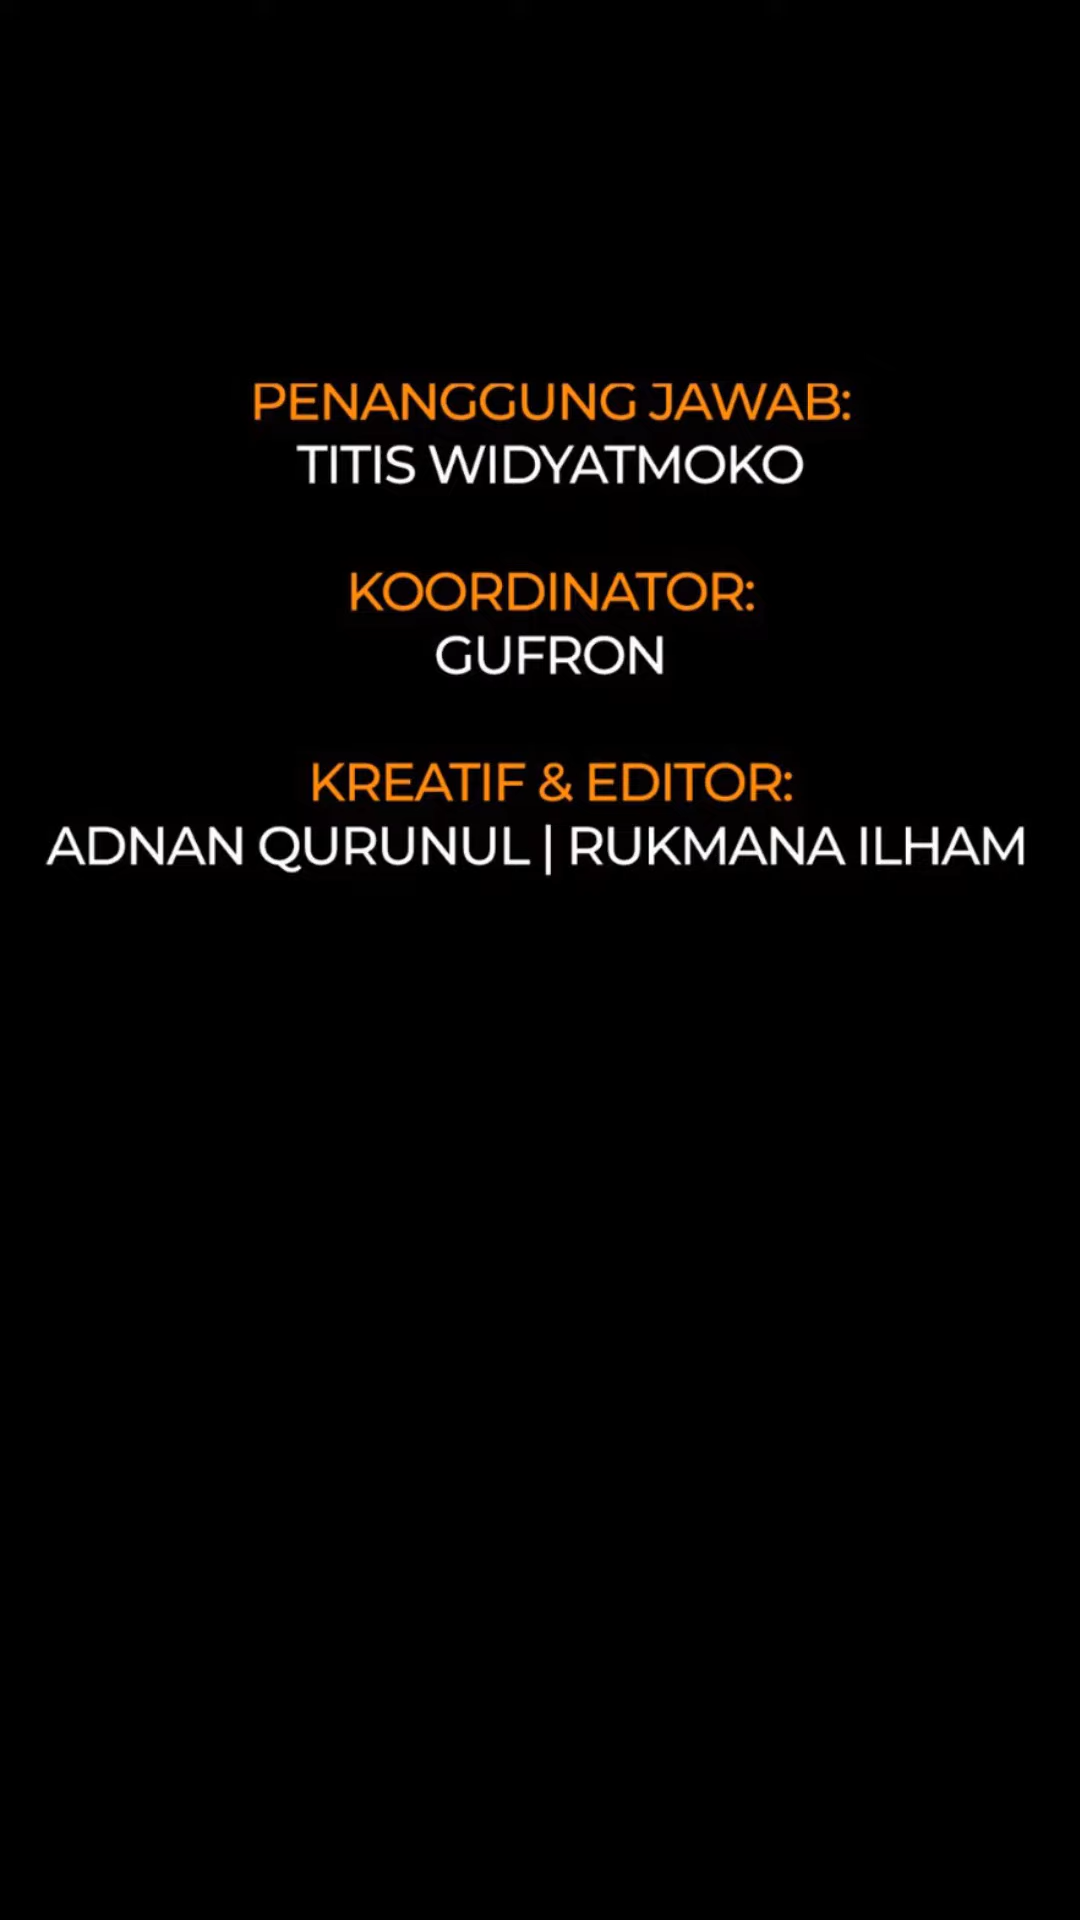 PENANGGUNG JAWAB:
TITIS WIDYATMOKO
KOORDINATOR:
GUFRON
KREATIF & EDITOR:
ADNAN QURUNUL | RUKMANA ILHAM